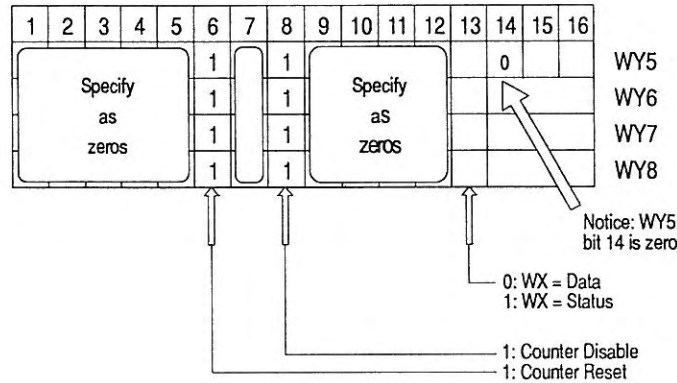 1 2 3 4 5 6 7 8 9 10 11 12 13 14 15 16
1 1 0 WY5
Specify Specify
1 1 WY6
as as
1 1 WY7
zeros zeros
1 1 WY8
Notice: WY5
bit 14 is zero
0: WX = Data
1: WX = Status
1: Counter Disable
1: Counter Reset